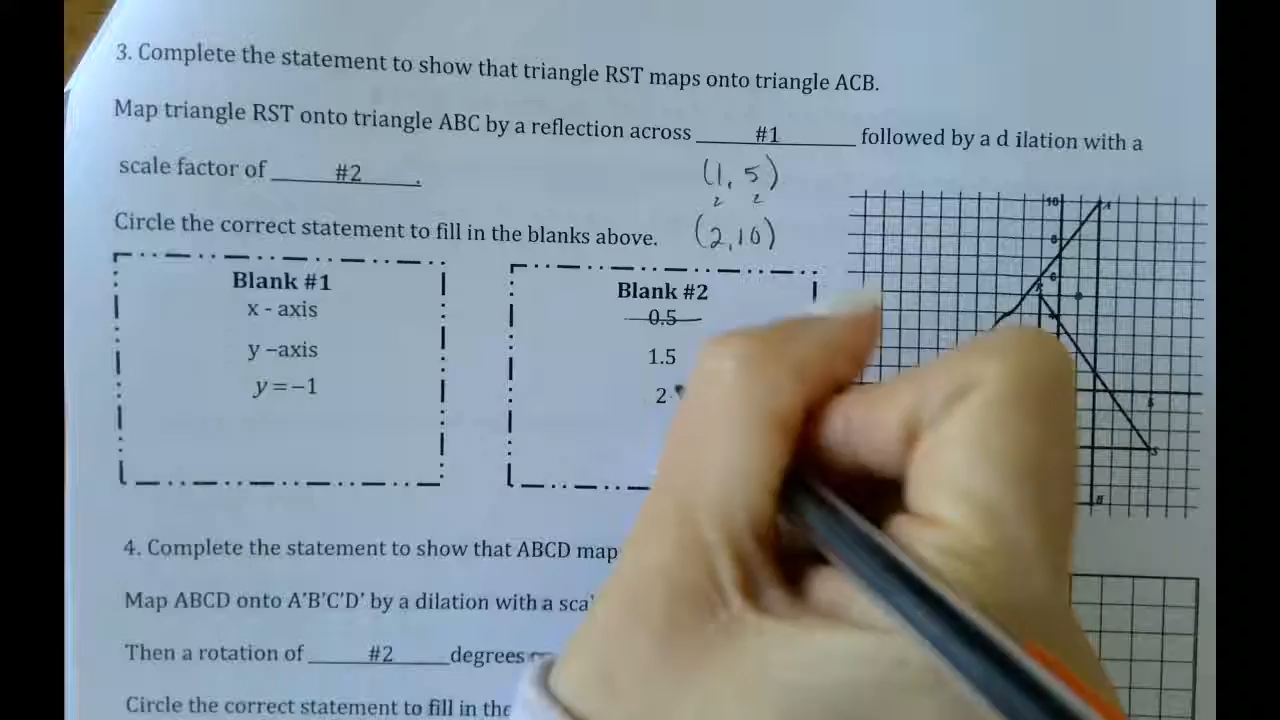 3. Complete the statement to show that triangle RST maps onto triangle ACB.
Map triangle RST onto triangle ABC by a reflection across #1 followed by a d ilation with a
scale factor of #2 .
(1, 5)
2 2
Circle the correct statement to fill in the blanks above.
(2,10)
Blank #1
x - axis
y –axis
y = −1
Blank #2
0.5
1.5
2
10
4. Complete the statement to show that ABCD map
Map ABCD onto A'B'C'D' by a dilation with a
Then a rotation of #2 degrees
Circle the correct statement to fill in the